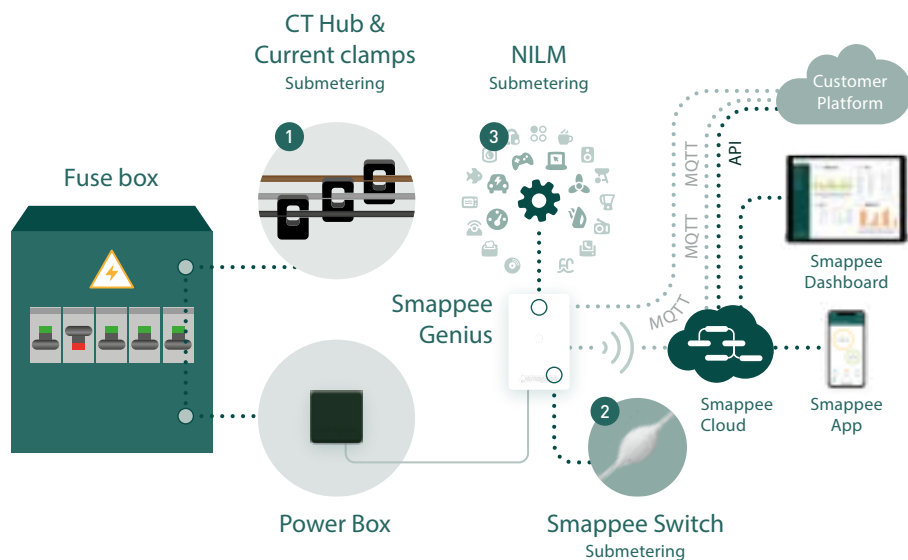 CT Hub &
Current clamps
Submetering
1
NILM
Submetering
3
Customer
Platform
Fuse box
MQTT
API
MQTT
MQTT
Smappee
Dashboard
Smappee
Genius
Smappee
Cloud
Smappee
App
2
Power Box
Smappee Switch
Submetering